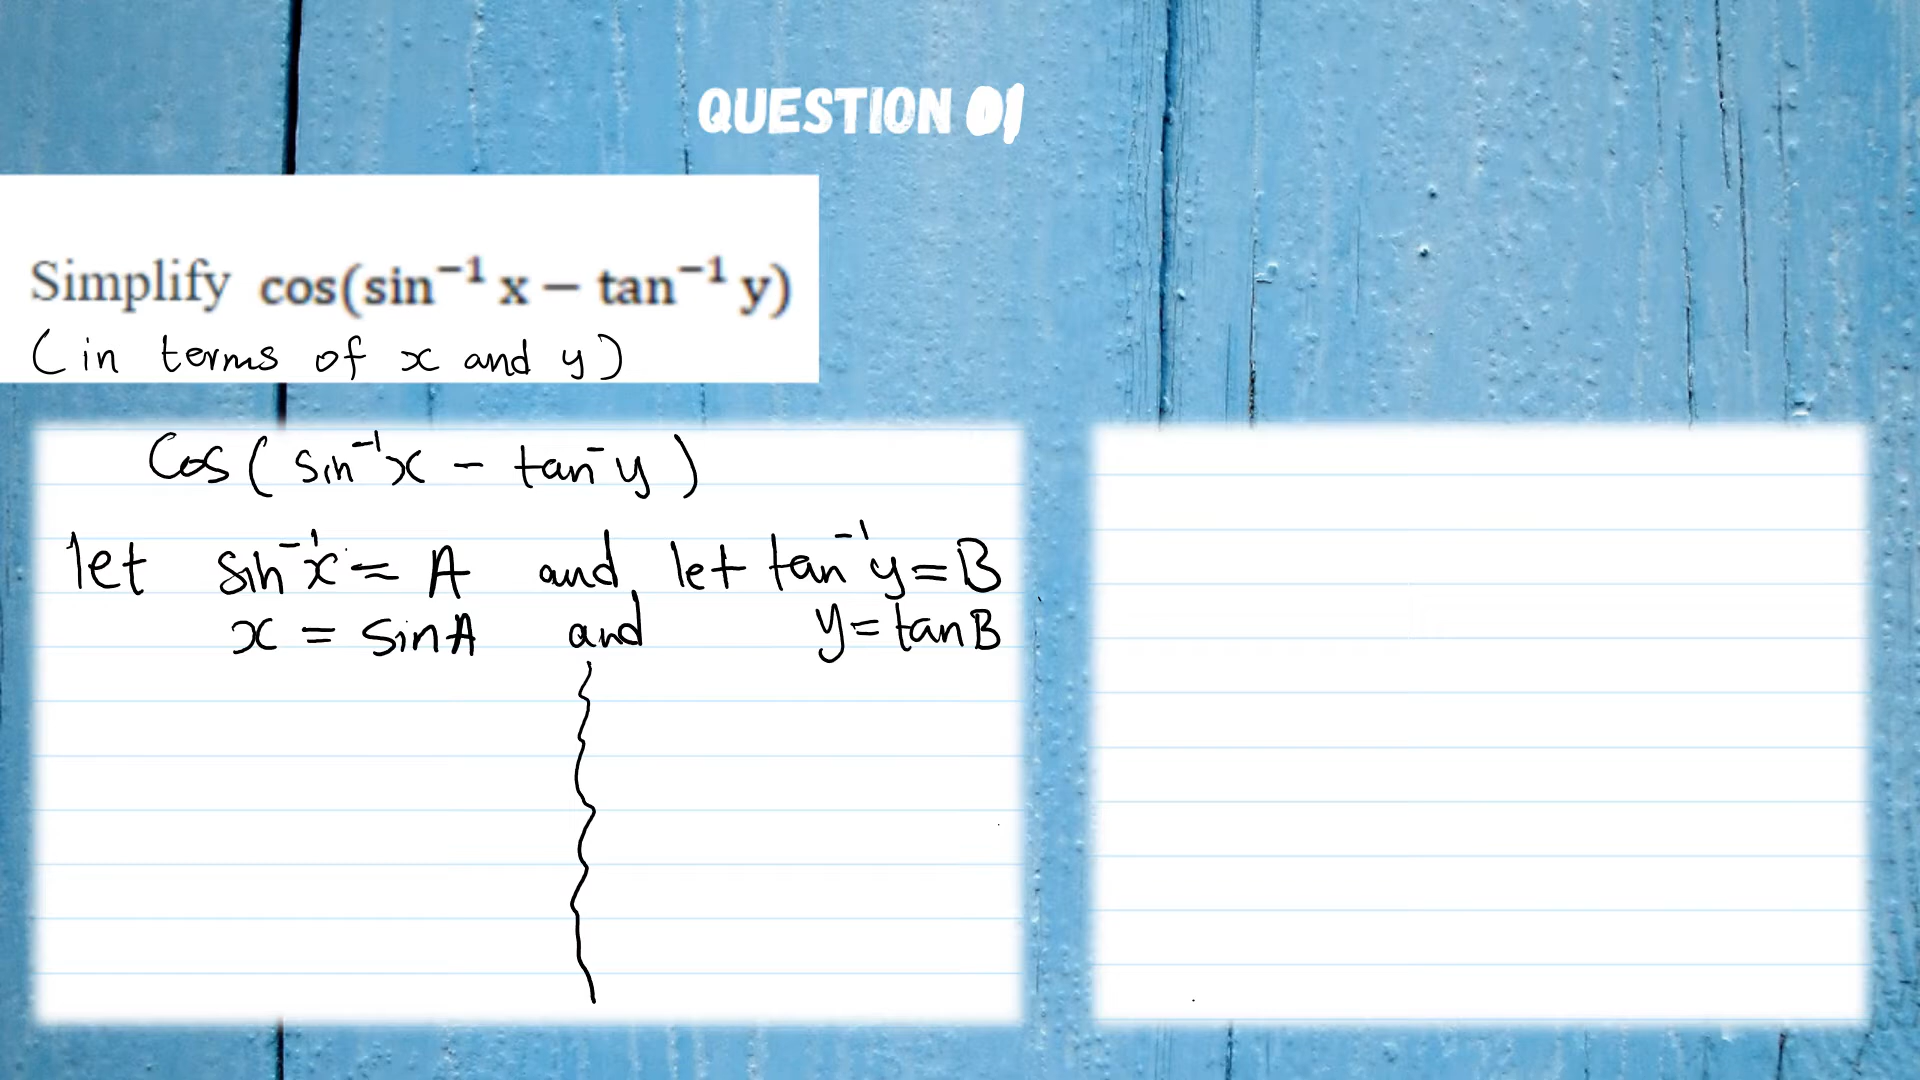 QUESTION 01
Simplify cos(sin⁻¹ x − tan⁻¹ y)
(in terms of x and y)
Cos( sin⁻¹x − tan⁻y )
let sin⁻¹x = A and let tan⁻¹y = B
x = sinA and y = tanB